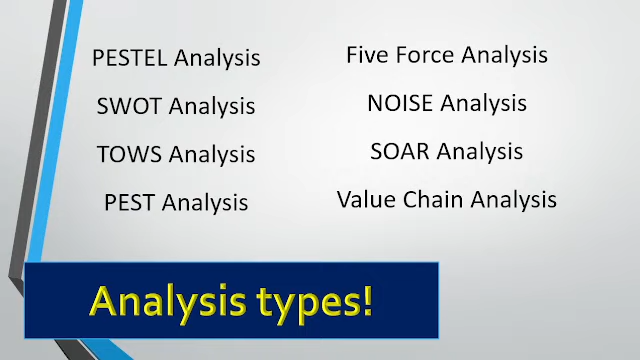 PESTEL Analysis
SWOT Analysis
TOWS Analysis
PEST Analysis
Five Force Analysis
NOISE Analysis
SOAR Analysis
Value Chain Analysis
Analysis types!